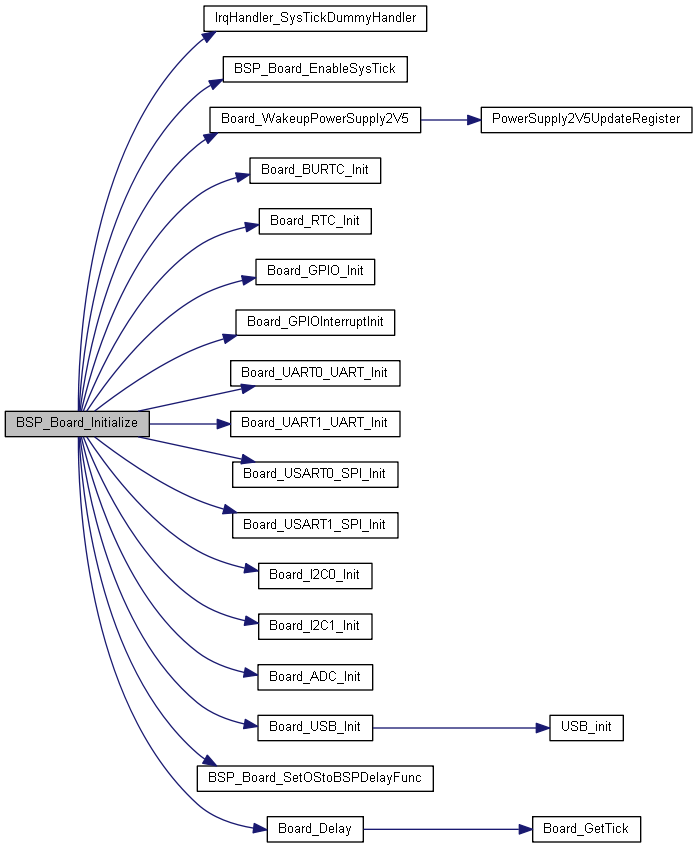 IrqHandler_SysTickDummyHandler
BSP_Board_EnableSysTick
Board_WakeupPowerSupply2V5
PowerSupply2V5UpdateRegister
Board_BURTC_Init
Board_RTC_Init
Board_GPIO_Init
Board_GPIOInterruptInit
Board_UART0_UART_Init
BSP_Board_Initialize
Board_UART1_UART_Init
Board_USART0_SPI_Init
Board_USART1_SPI_Init
Board_I2C0_Init
Board_I2C1_Init
Board_ADC_Init
Board_USB_Init
USB_init
BSP_Board_SetOStoBSPDelayFunc
Board_Delay
Board_GetTick